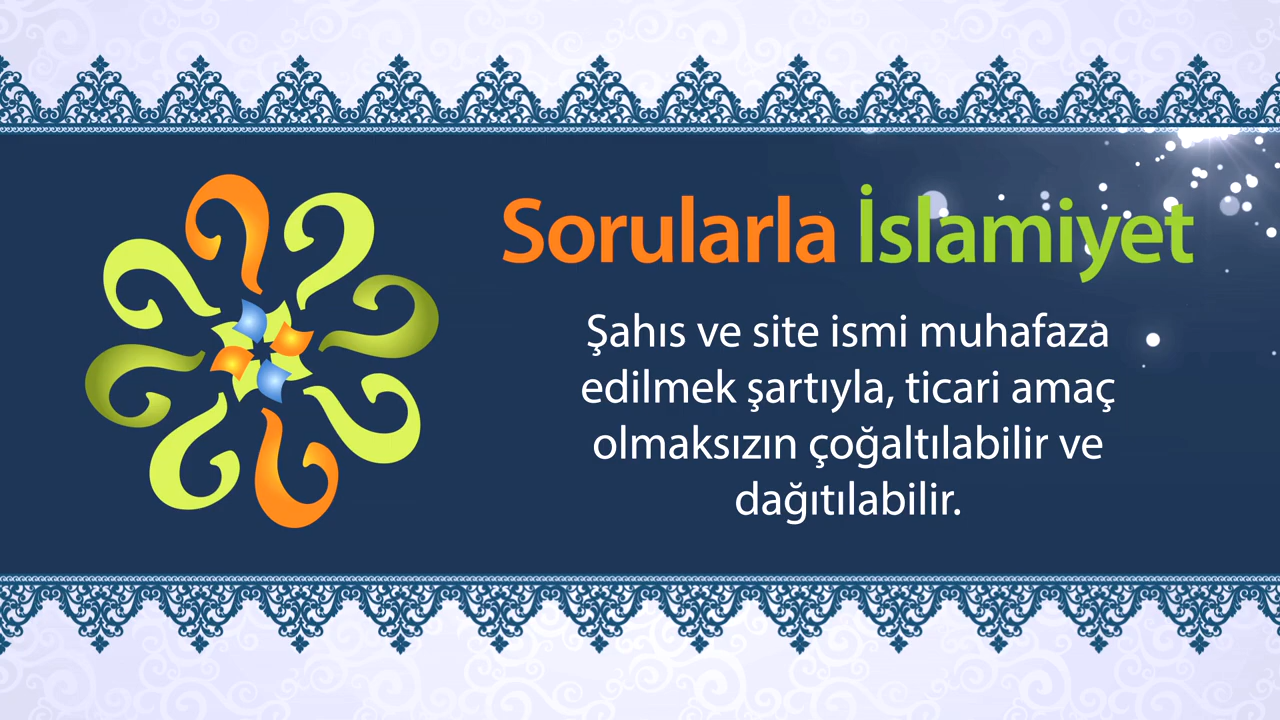 Sorularla İslamiyet
Şahıs ve site ismi muhafaza
edilmek şartıyla, ticari amaç
olmaksızın çoğaltılabilir ve
dağıtılabilir.